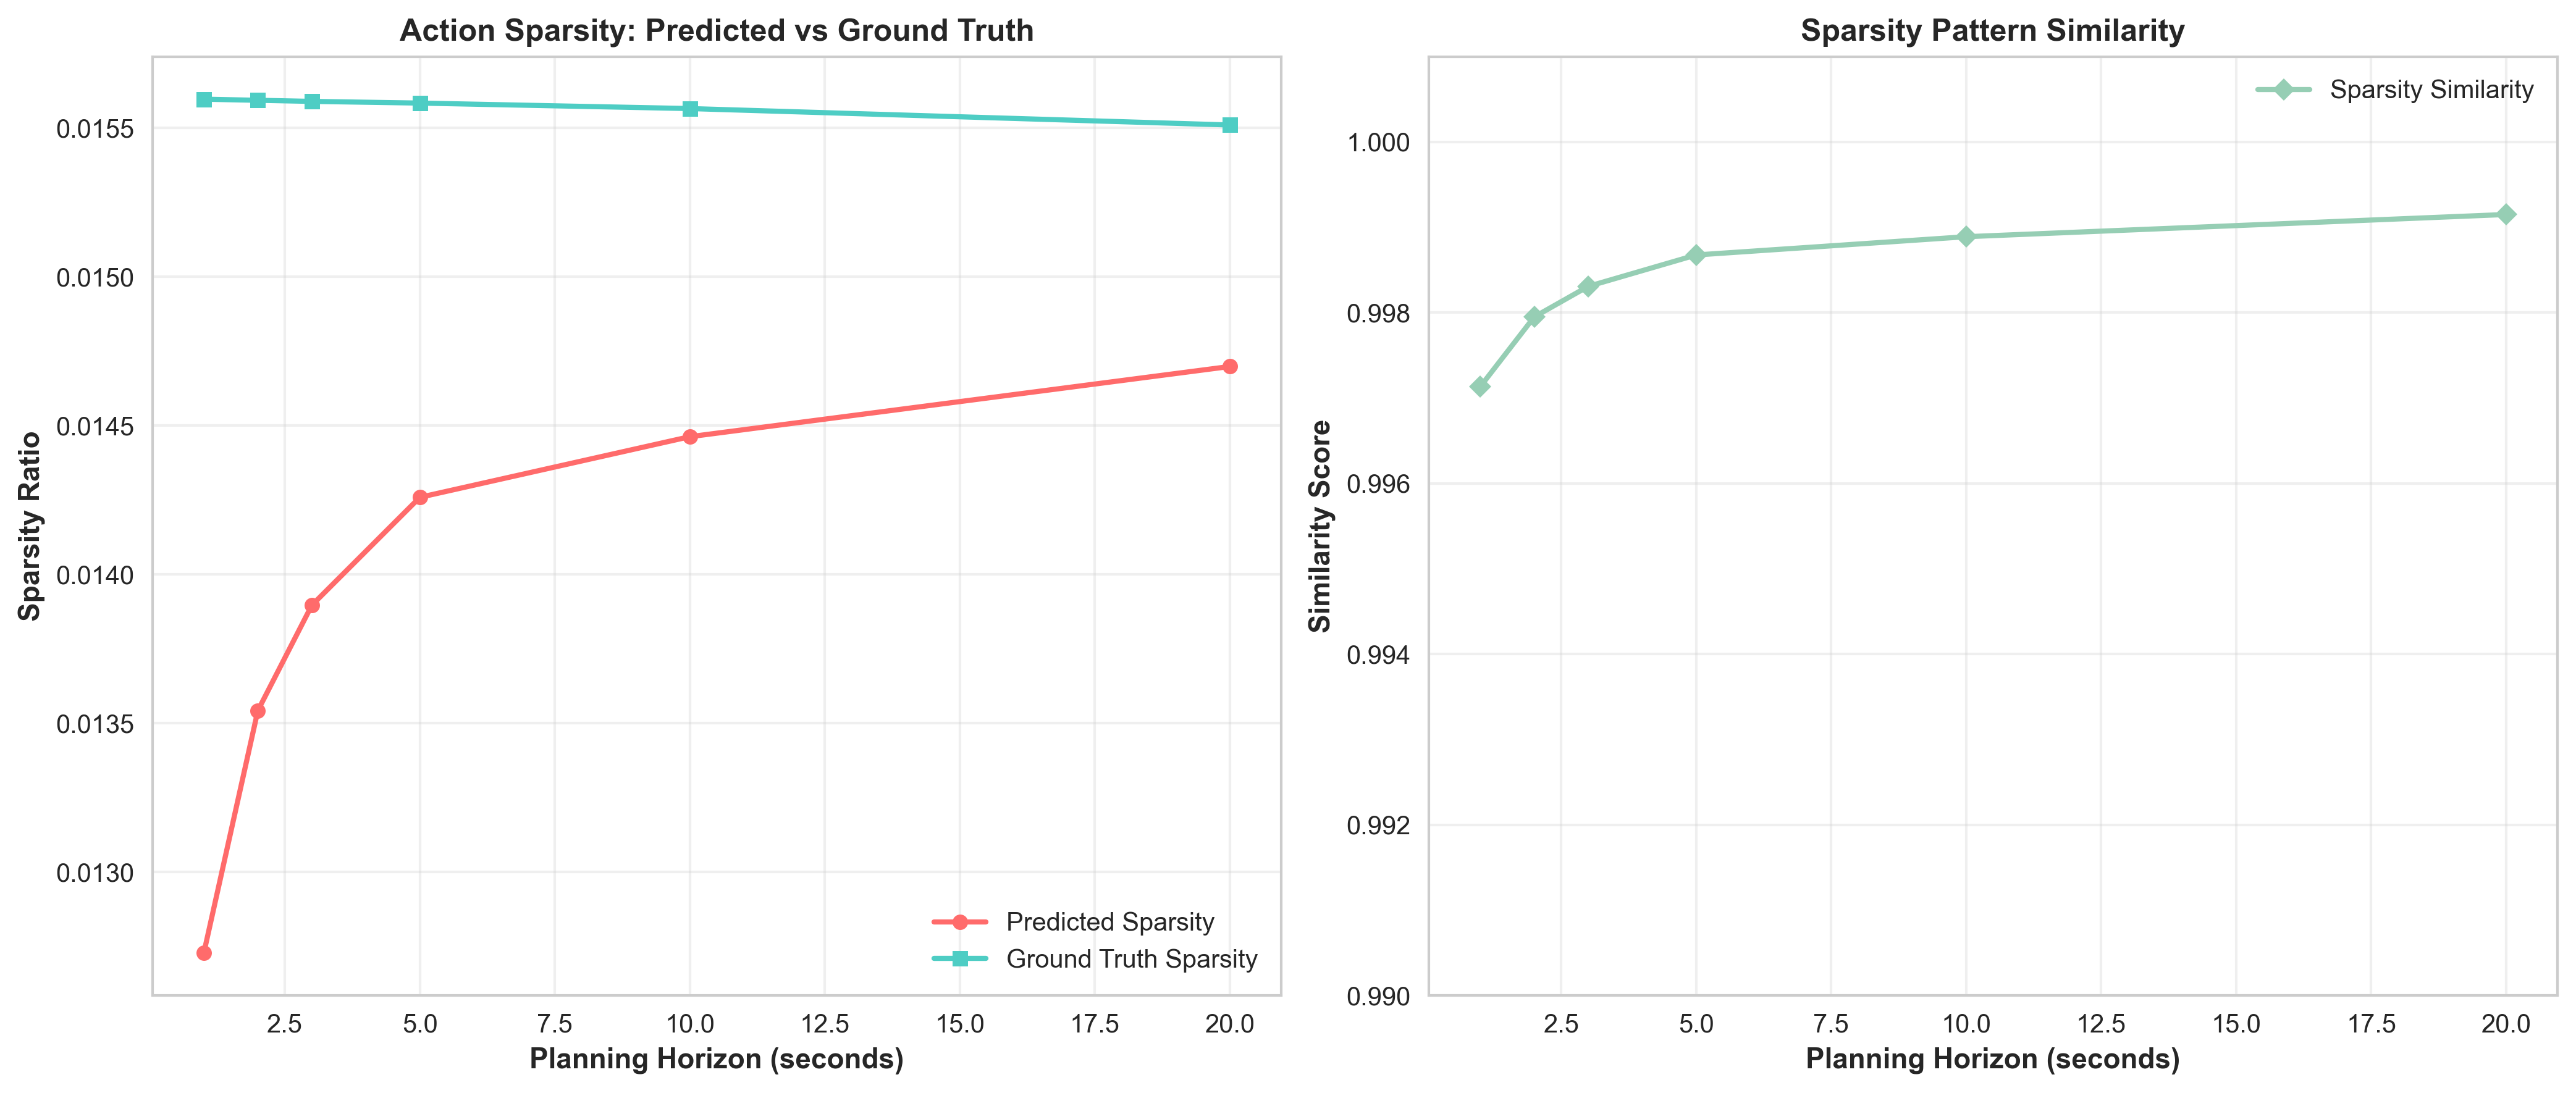 Action Sparsity: Predicted vs Ground Truth
Sparsity Ratio
0.0155
0.0150
0.0145
0.0140
0.0135
0.0130
Predicted Sparsity
Ground Truth Sparsity
2.5 5.0 7.5 10.0 12.5 15.0 17.5 20.0
Planning Horizon (seconds)
Sparsity Pattern Similarity
Similarity Score
Sparsity Similarity
1.000
0.998
0.996
0.994
0.992
0.990
2.5 5.0 7.5 10.0 12.5 15.0 17.5 20.0
Planning Horizon (seconds)